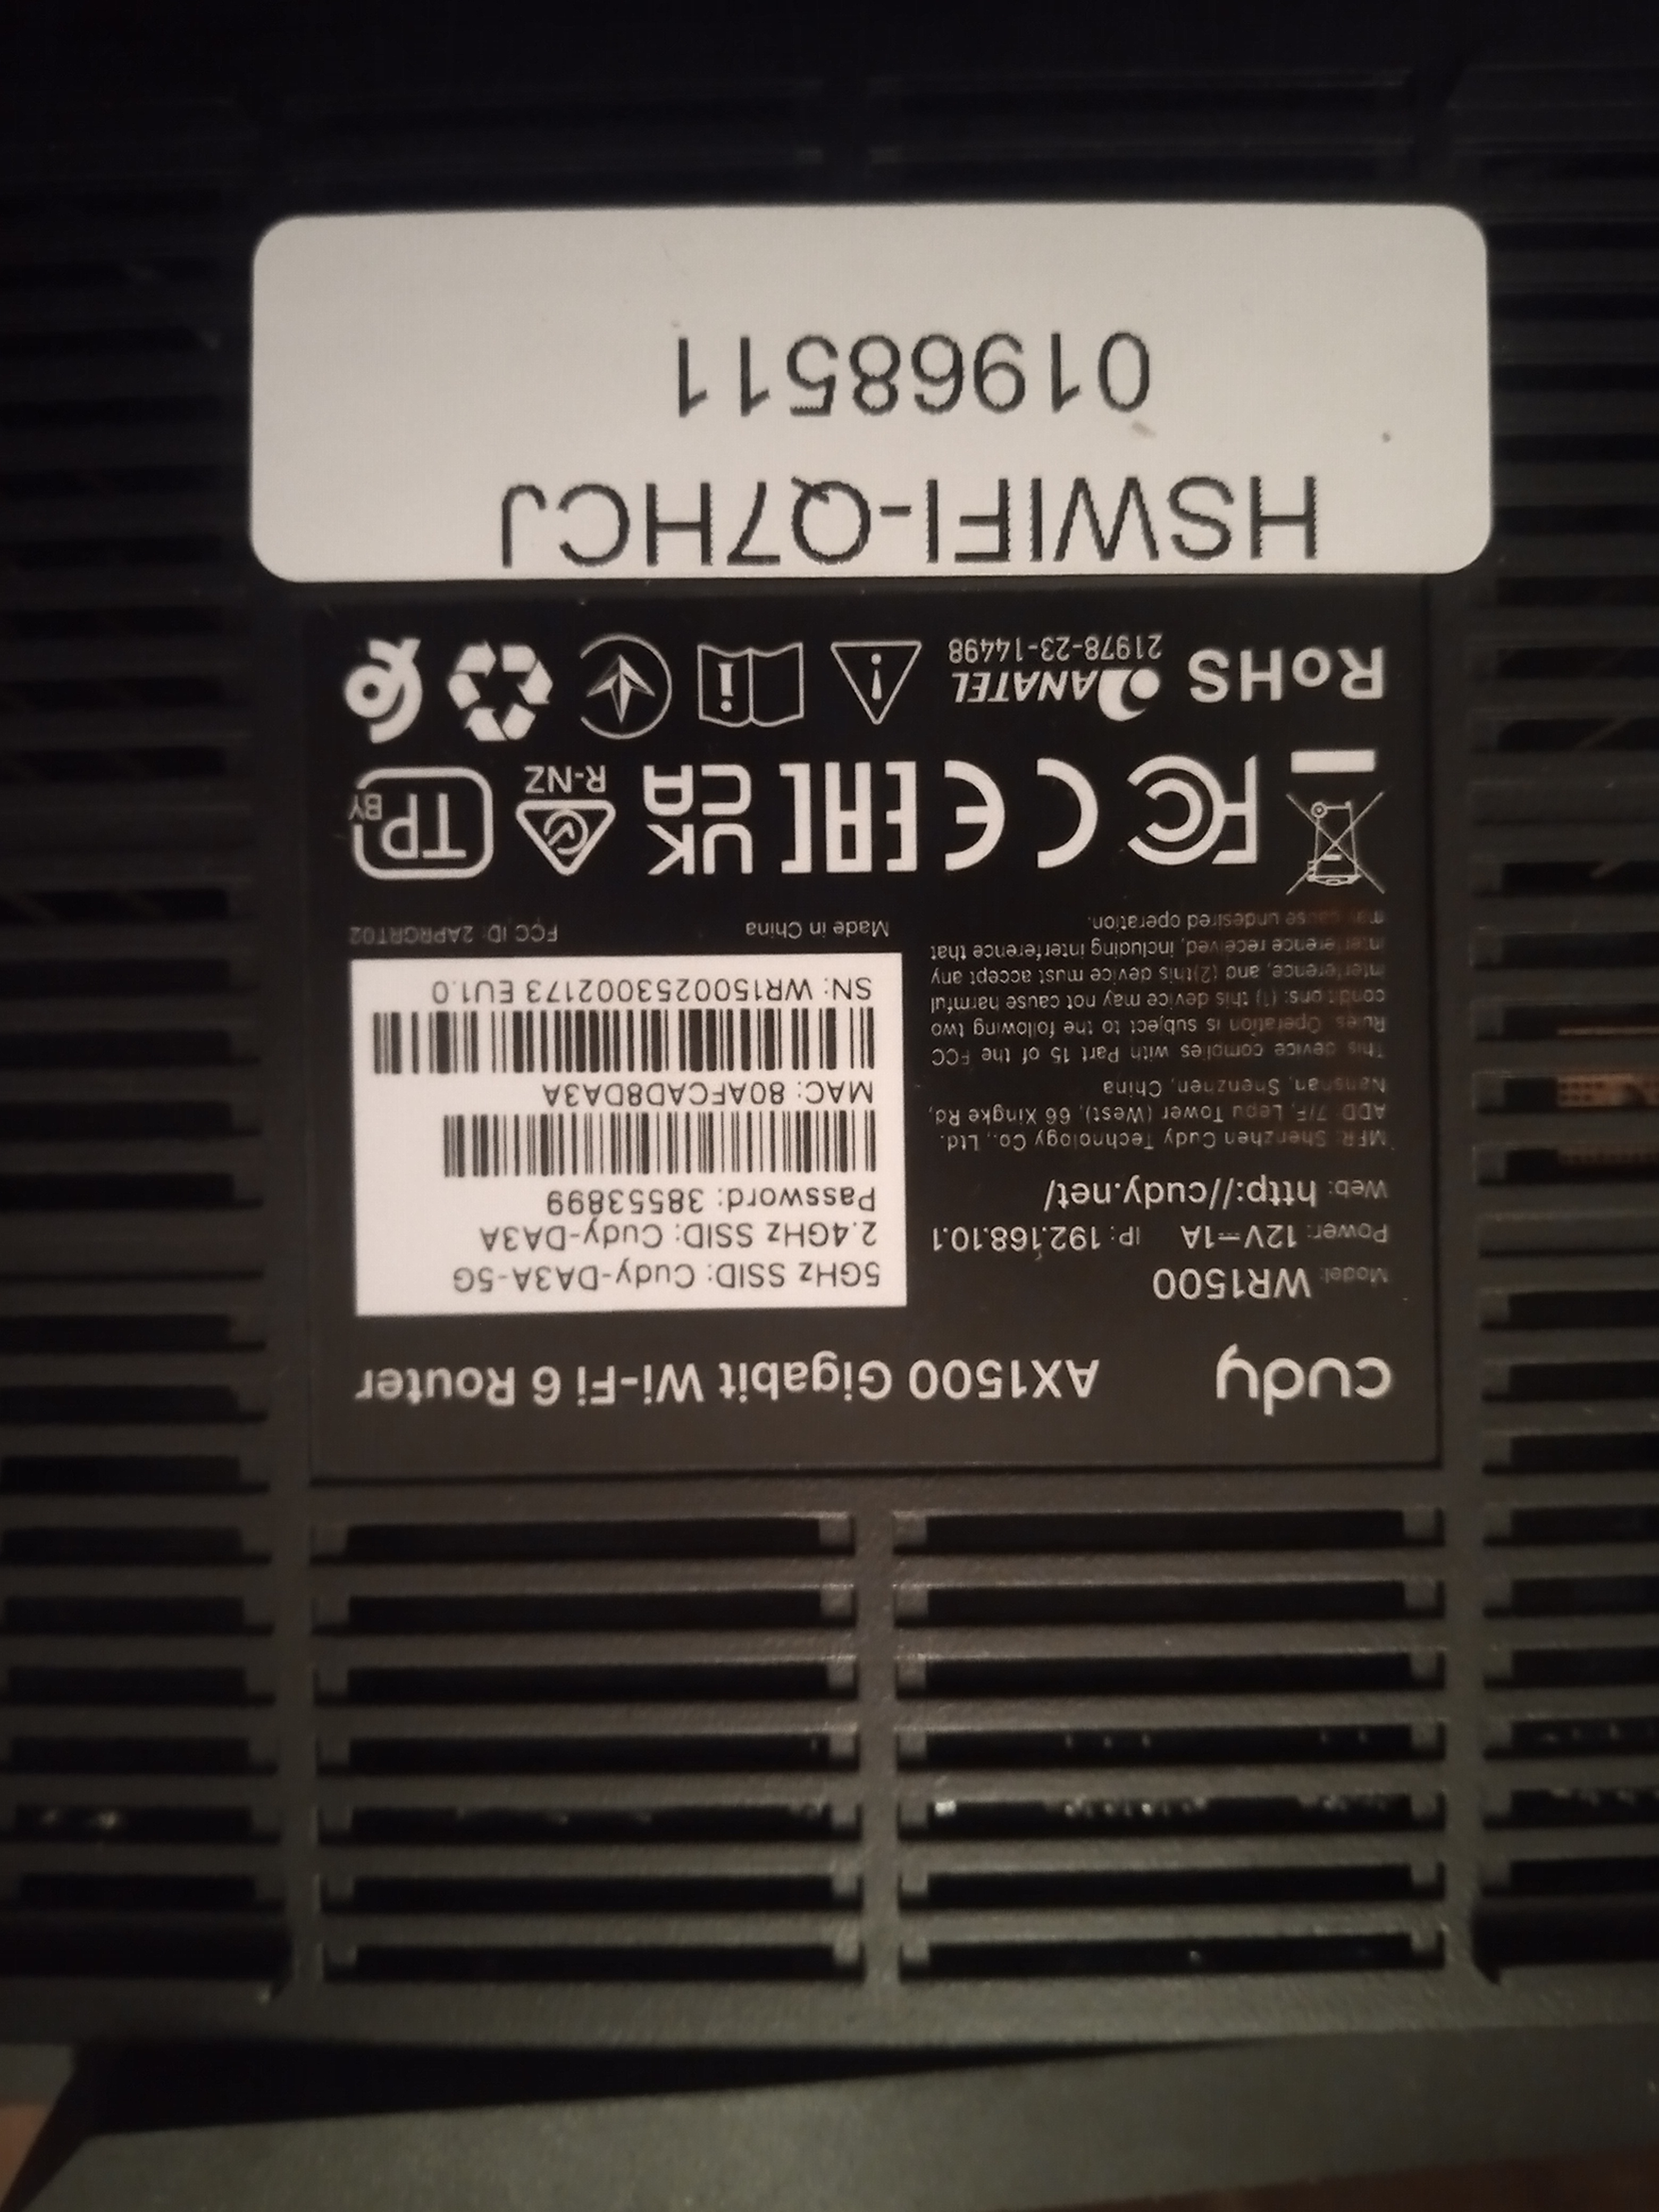 cudy
AX1500 Gigabit Wi-Fi 6 Router
Model: WR1500
Power: 12V⎓1A IP: 192.168.10.1
Web: http://cudy.net/
MFR: Shenzhen Cudy Technology Co., Ltd.
ADD: 7/F, Lepu Tower (West), 66 Xingke Rd,
Nanshan, Shenzhen, China
This device complies with Part 15 of the FCC
Rules. Operation is subject to the following two
conditions: (1) this device may not cause harmful
interference, and (2)this device must accept any
interference received, including interference that
may cause undesired operation.
5GHz SSID: Cudy-DA3A-5G
2.4GHz SSID: Cudy-DA3A
Password: 38553899
MAC: 80AFCAD8DA3A
SN: WR1500253002173 EU1.0
Made in China
FCC ID: 2APRGRT02
FC CE EAC UK CA R-NZ TP BY
RoHS ANATEL
21978-23-14498
HSWIFI-Q7HCJ
01968511